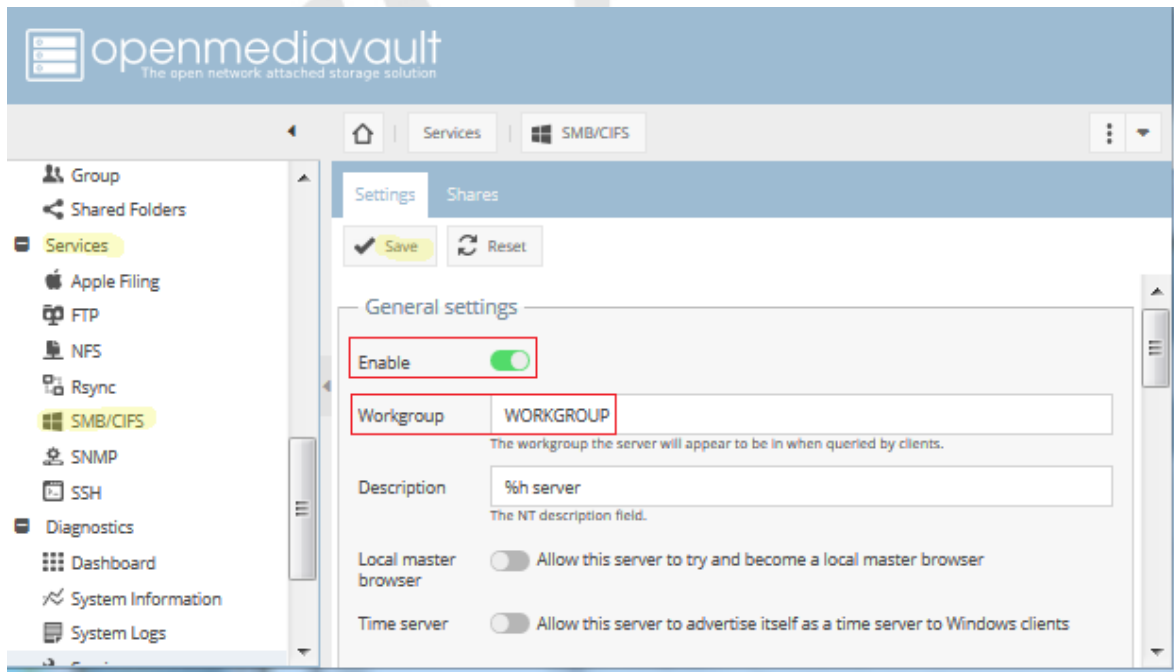 openmediavault
The open network attached storage solution
Services
SMB/CIFS
Group
Shared Folders
Services
Apple Filing
FTP
NFS
Rsync
SMB/CIFS
SNMP
SSH
Diagnostics
Dashboard
System Information
System Logs
Settings
Shares
Save
Reset
General settings
Enable
Workgroup
WORKGROUP
The workgroup the server will appear to be in when queried by clients.
Description
%h server
The NT description field.
Local master
browser
Allow this server to try and become a local master browser
Time server
Allow this server to advertise itself as a time server to Windows clients